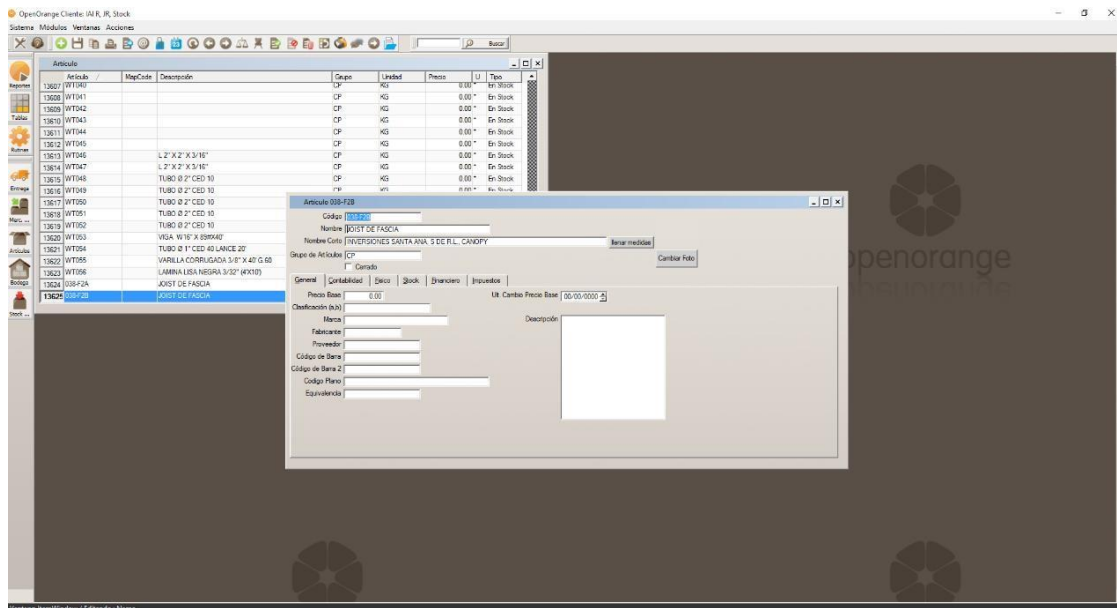 OpenOrange Cliente: IAI R, JR, Stock
Sistema Módulos Ventanas Acciones
Buscar
Reportes
Tablas
Rutinas
Entrega
Marc. ...
Artículos
Bodega
Stock ...
Artículo
Artículo / MapCode Descripción Grupo Unidad Precio U Tipo
13607 WT040 CP KG 0.00 * En Stock
13608 WT041 CP KG 0.00 * En Stock
13609 WT042 CP KG 0.00 * En Stock
13610 WT043 CP KG 0.00 * En Stock
13611 WT044 CP KG 0.00 * En Stock
13612 WT045 CP KG 0.00 * En Stock
13613 WT046 L 2" X 2" X 3/16" CP KG 0.00 * En Stock
13614 WT047 L 2" X 2" X 3/16" CP KG 0.00 * En Stock
13615 WT048 TUBO Ø 2" CED 10 CP KG 0.00 * En Stock
13616 WT049 TUBO Ø 2" CED 10 CP KG 0.00 * En Stock
13617 WT050 TUBO Ø 2" CED 10
13618 WT051 TUBO Ø 2" CED 10
13619 WT052 TUBO Ø 2" CED 10
13620 WT053 VIGA W16" X 89#X40'
13621 WT054 TUBO Ø 1" CED 40 LANCE 20'
13622 WT055 VARILLA CORRUGADA 3/8" X 40' G.60
13623 WT056 LAMINA LISA NEGRA 3/32" (4'X10')
13624 038-F2A JOIST DE FASCIA
13625 038-F2B JOIST DE FASCIA
Artículo 038-F2B
Código 038-F2B
Nombre JOIST DE FASCIA
Nombre Corto INVERSIONES SANTA ANA, S DE R.L., CANOPY llenar medidas
Grupo de Artículos CP Cambiar Foto
Cerrado
General Contabilidad Físico Stock Financiero Impuestos
Precio Base 0.00 Ult. Cambio Precio Base 00/00/0000
Clasificación (a,b)
Marca Descripción
Fabricante
Proveedor
Código de Barra
Código de Barra 2
Codigo Plano
Equivalencia
openorange